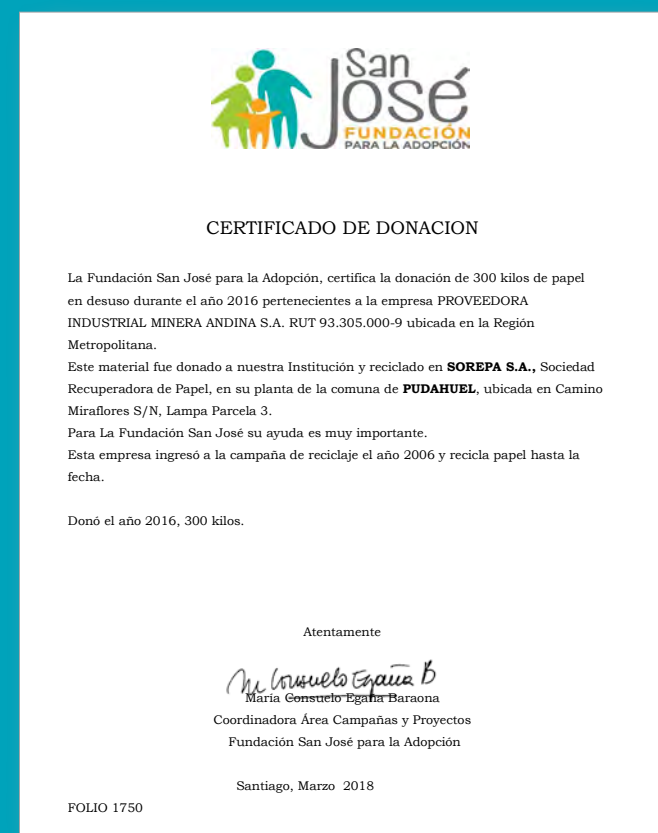 San
José
FUNDACIÓN
PARA LA ADOPCIÓN
CERTIFICADO DE DONACION
La Fundación San José para la Adopción, certifica la donación de 300 kilos de papel
en desuso durante el año 2016 pertenecientes a la empresa PROVEEDORA
INDUSTRIAL MINERA ANDINA S.A. RUT 93.305.000-9 ubicada en la Región
Metropolitana.
Este material fue donado a nuestra Institución y reciclado en SOREPA S.A., Sociedad
Recuperadora de Papel, en su planta de la comuna de PUDAHUEL, ubicada en Camino
Miraflores S/N, Lampa Parcela 3.
Para La Fundación San José su ayuda es muy importante.
Esta empresa ingresó a la campaña de reciclaje el año 2006 y recicla papel hasta la
fecha.
Donó el año 2016, 300 kilos.
Atentamente
M Consuelo Egaña B
María Consuelo Egaña Baraona
Coordinadora Área Campañas y Proyectos
Fundación San José para la Adopción
Santiago, Marzo 2018
FOLIO 1750